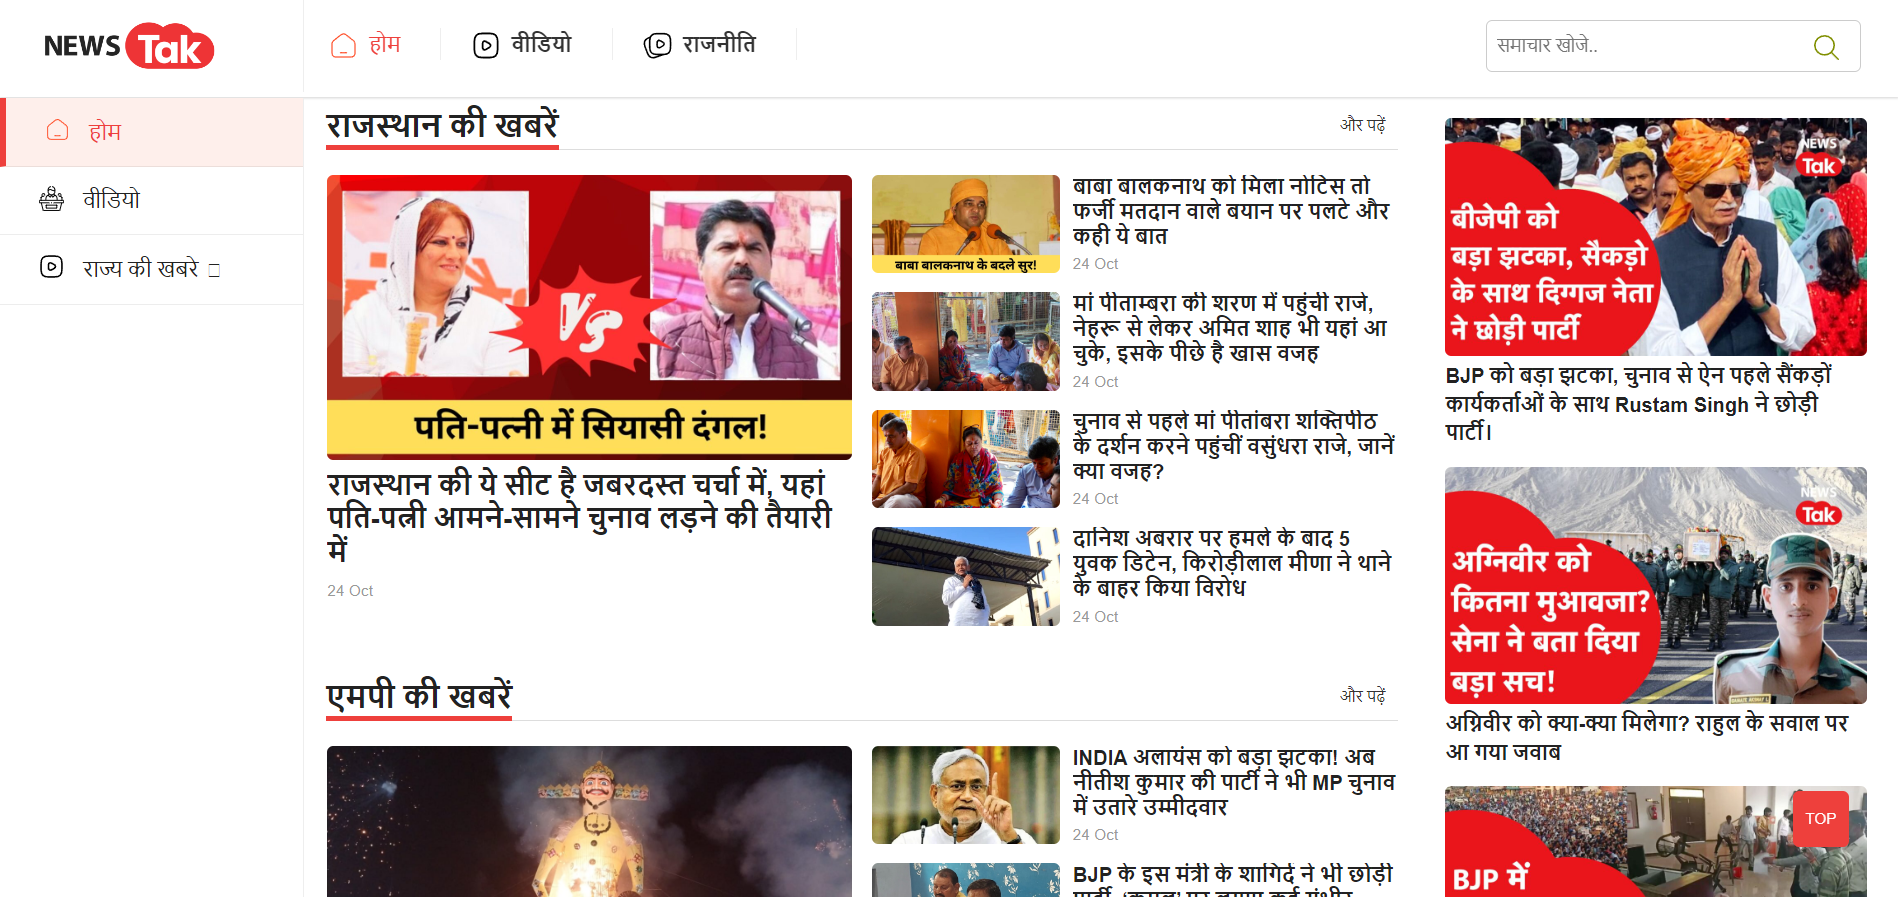 NEWS Tak
होम
वीडियो
राजनीति
समाचार खोजे..
होम
वीडियो
राज्य की खबरे
राजस्थान की खबरें
और पढ़ें
VS
पति-पत्नी में सियासी दंगल!
राजस्थान की ये सीट है जबरदस्त चर्चा में, यहां
पति-पत्नी आमने-सामने चुनाव लड़ने की तैयारी
में
24 Oct
बाबा बालकनाथ के बदले सुर!
बाबा बालकनाथ को मिला नोटिस तो
फर्जी मतदान वाले बयान पर पलटे और
कही ये बात
24 Oct
मां पीताम्बरा की शरण में पहुंची राजे,
नेहरू से लेकर अमित शाह भी यहां आ
चुके, इसके पीछे है खास वजह
24 Oct
चुनाव से पहले मां पीतांबरा शक्तिपीठ
के दर्शन करने पहुंचीं वसुंधरा राजे, जानें
क्या वजह?
24 Oct
दानिश अबरार पर हमले के बाद 5
युवक डिटेन, किरोड़ीलाल मीणा ने थाने
के बाहर किया विरोध
24 Oct
एमपी की खबरें
और पढ़ें
INDIA अलायंस को बड़ा झटका! अब
नीतीश कुमार की पार्टी ने भी MP चुनाव
में उतारे उम्मीदवार
24 Oct
BJP के इस मंत्री के शागिर्द ने भी छोड़ी
NEWS
Tak
बीजेपी को
बड़ा झटका, सैकड़ो
के साथ दिग्गज नेता
ने छोड़ी पार्टी
BJP को बड़ा झटका, चुनाव से ऐन पहले सैंकड़ों
कार्यकर्ताओं के साथ Rustam Singh ने छोड़ी
पार्टी।
NEWS
Tak
अग्निवीर को
कितना मुआवजा?
सेना ने बता दिया
बड़ा सच!
अग्निवीर को क्या-क्या मिलेगा? राहुल के सवाल पर
आ गया जवाब
TOP
BJP में